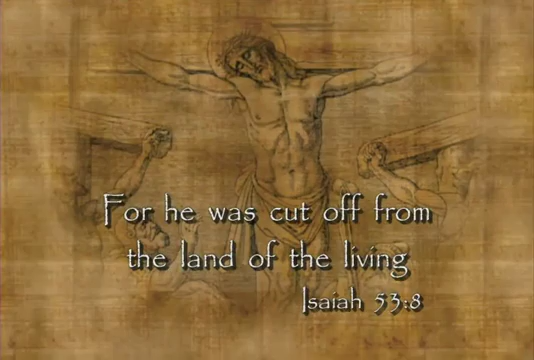 For he was cut off from
the land of the living
Isaiah 53:8